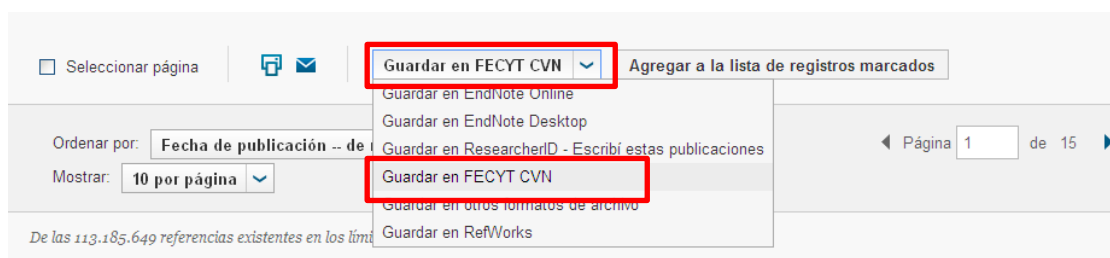 Seleccionar página
Guardar en FECYT CVN
Agregar a la lista de registros marcados
Guardar en EndNote Online
Guardar en EndNote Desktop
Guardar en ResearcherID - Escribí estas publicaciones
Guardar en FECYT CVN
Guardar en otros formatos de archivo
Guardar en RefWorks
Ordenar por: Fecha de publicación -- de
Mostrar: 10 por página
Página 1 de 15
De las 113.185.649 referencias existentes en los lími